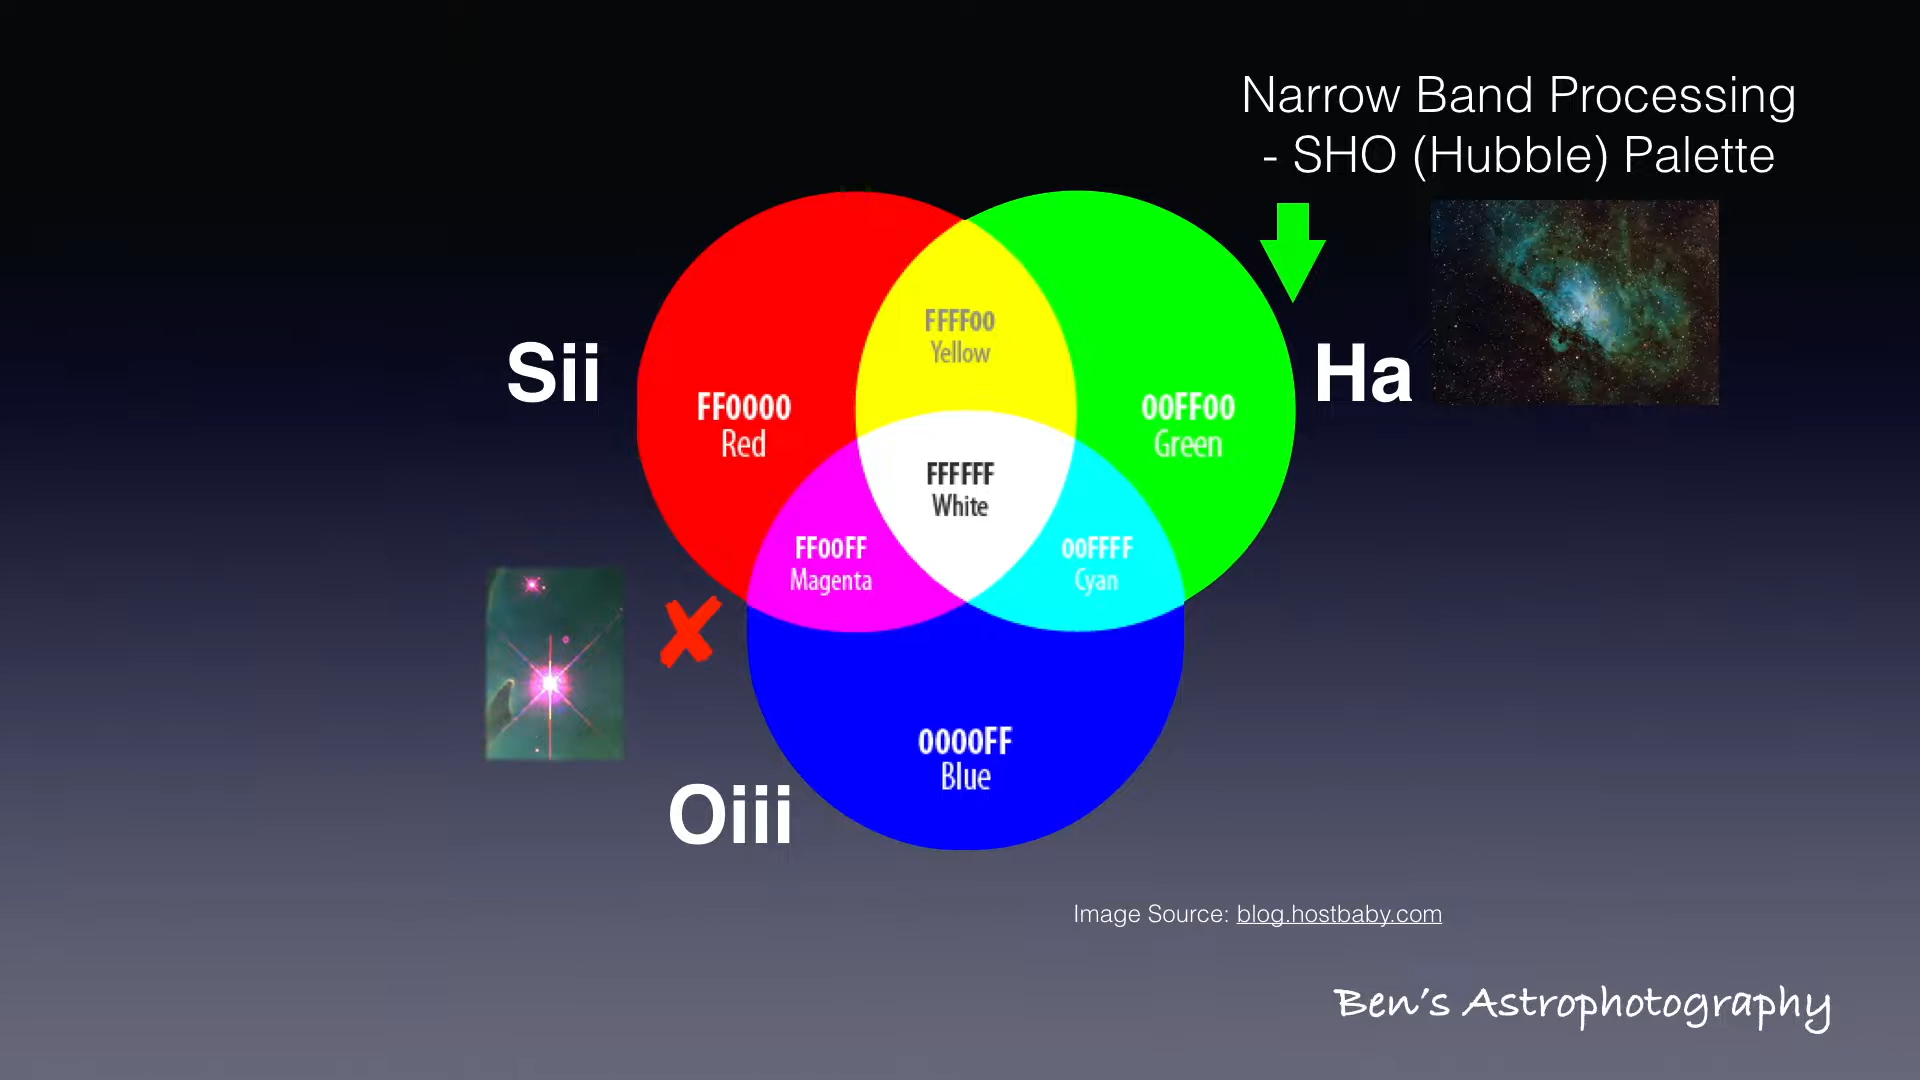 Narrow Band Processing
- SHO (Hubble) Palette
FFFF00
Yellow
Sii
Ha
FF0000
Red
00FF00
Green
FFFFFF
White
FF00FF
Magenta
00FFFF
Cyan
0000FF
Blue
Oiii
Image Source: blog.hostbaby.com
Ben's Astrophotography